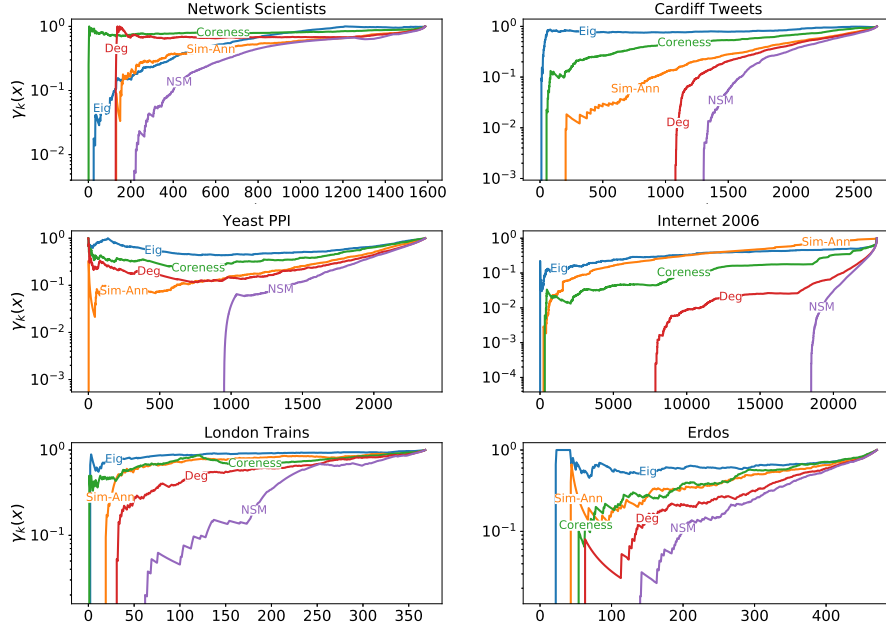 Network Scientists
Cardiff Tweets
γk(x)
10^0
10^-1
10^-2
Deg
Coreness
Sim-Ann
NSM
Eig
0 200 400 600 800 1000 1200 1400 1600
10^0
10^-1
10^-2
10^-3
Eig
Coreness
Sim-Ann
Deg
NSM
0 500 1000 1500 2000 2500
Yeast PPI
Internet 2006
γk(x)
10^0
10^-1
10^-2
10^-3
Eig
Coreness
Deg
Sim-Ann
NSM
0 500 1000 1500 2000
10^0
10^-1
10^-2
10^-3
10^-4
Sim-Ann
Eig
Coreness
Deg
NSM
0 5000 10000 15000 20000
London Trains
Erdos
γk(x)
10^0
10^-1
Eig
Coreness
Deg
Sim-Ann
NSM
0 50 100 150 200 250 300 350
10^0
10^-1
Eig
Sim-Ann
Coreness
Deg
NSM
0 100 200 300 400